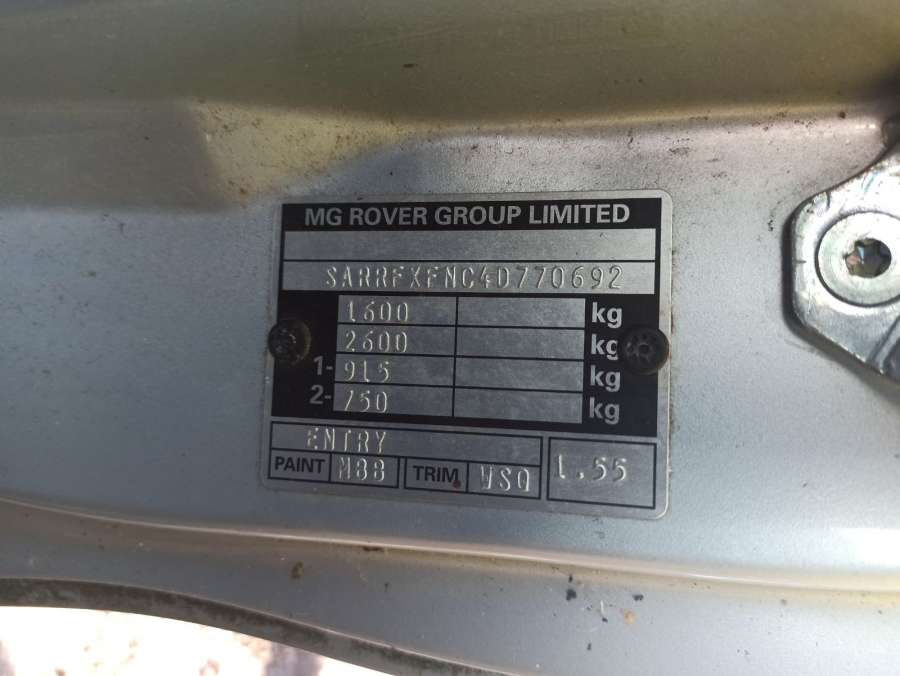 MG ROVER GROUP LIMITED
SARRFXFNC4D770692
1600 kg
2600 kg
1- 915 kg
2- 750 kg
ENTRY
PAINT M88 TRIM WSQ 1.55